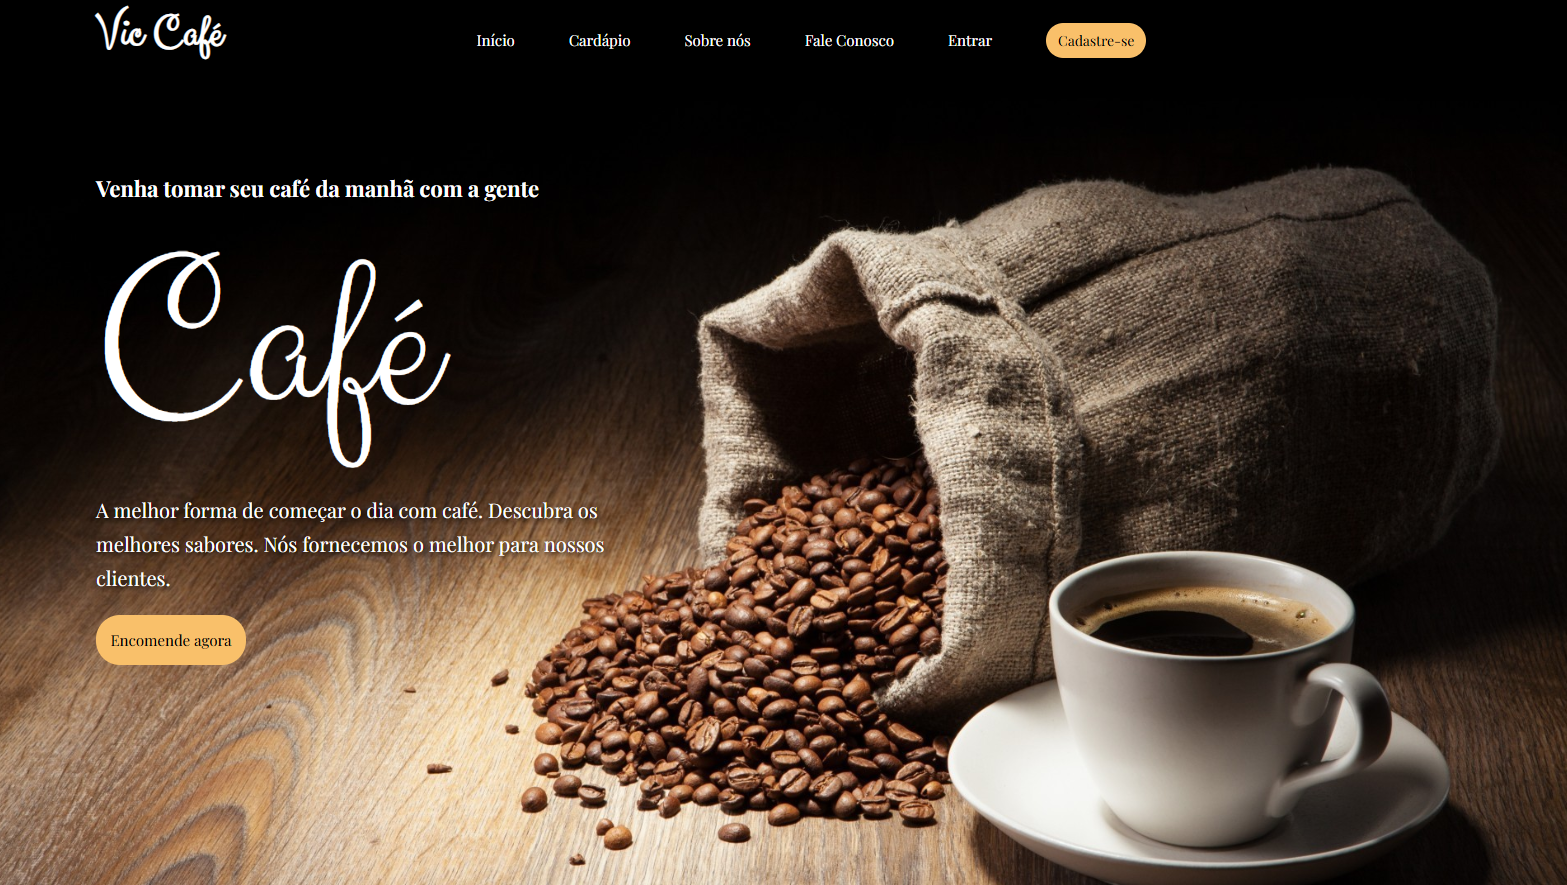 Vic Café
Início
Cardápio
Sobre nós
Fale Conosco
Entrar
Cadastre-se
Venha tomar seu café da manhã com a gente
Café
A melhor forma de começar o dia com café. Descubra os
melhores sabores. Nós fornecemos o melhor para nossos
clientes.
Encomende agora